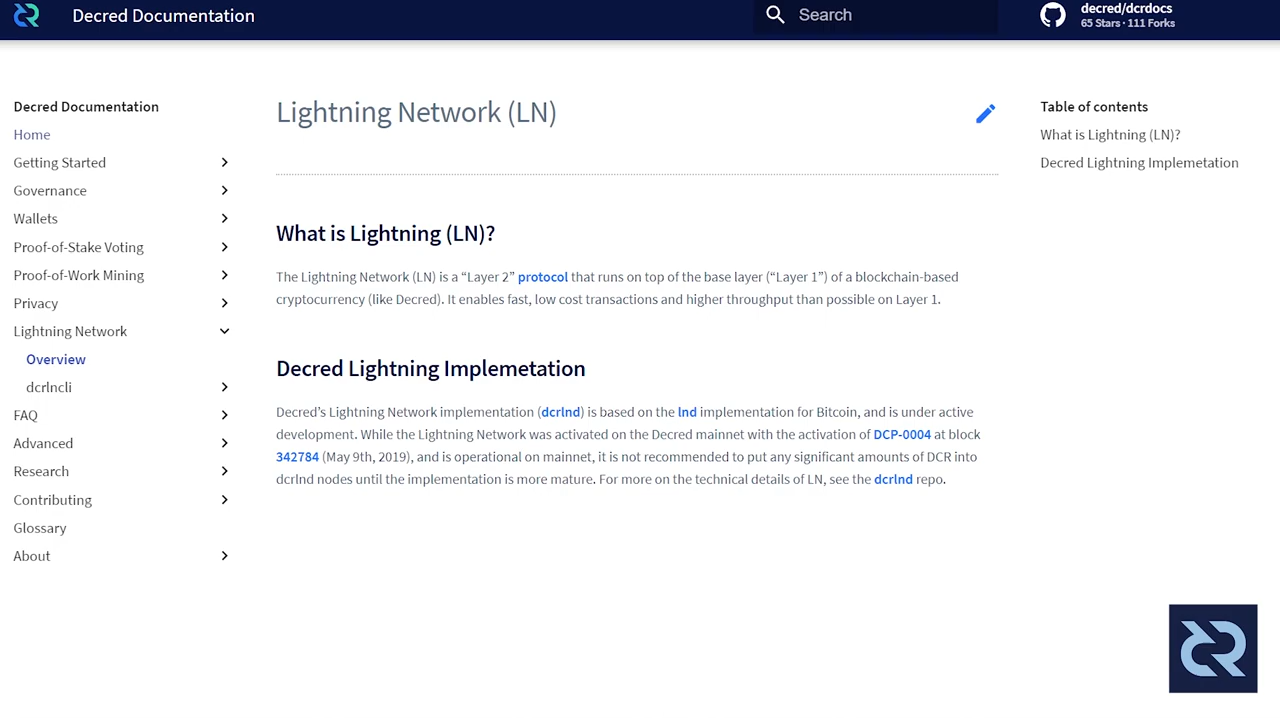 Decred Documentation
Search
decred/dcrdocs
65 Stars · 111 Forks
Decred Documentation
Home
Getting Started
Governance
Wallets
Proof-of-Stake Voting
Proof-of-Work Mining
Privacy
Lightning Network
Overview
dcrlncli
FAQ
Advanced
Research
Contributing
Glossary
About
Lightning Network (LN)
What is Lightning (LN)?
The Lightning Network (LN) is a “Layer 2” protocol that runs on top of the base layer (“Layer 1”) of a blockchain-based
cryptocurrency (like Decred). It enables fast, low cost transactions and higher throughput than possible on Layer 1.
Decred Lightning Implemetation
Decred’s Lightning Network implementation (dcrlnd) is based on the lnd implementation for Bitcoin, and is under active
development. While the Lightning Network was activated on the Decred mainnet with the activation of DCP-0004 at block
342784 (May 9th, 2019), and is operational on mainnet, it is not recommended to put any significant amounts of DCR into
dcrlnd nodes until the implementation is more mature. For more on the technical details of LN, see the dcrlnd repo.
Table of contents
What is Lightning (LN)?
Decred Lightning Implemetation